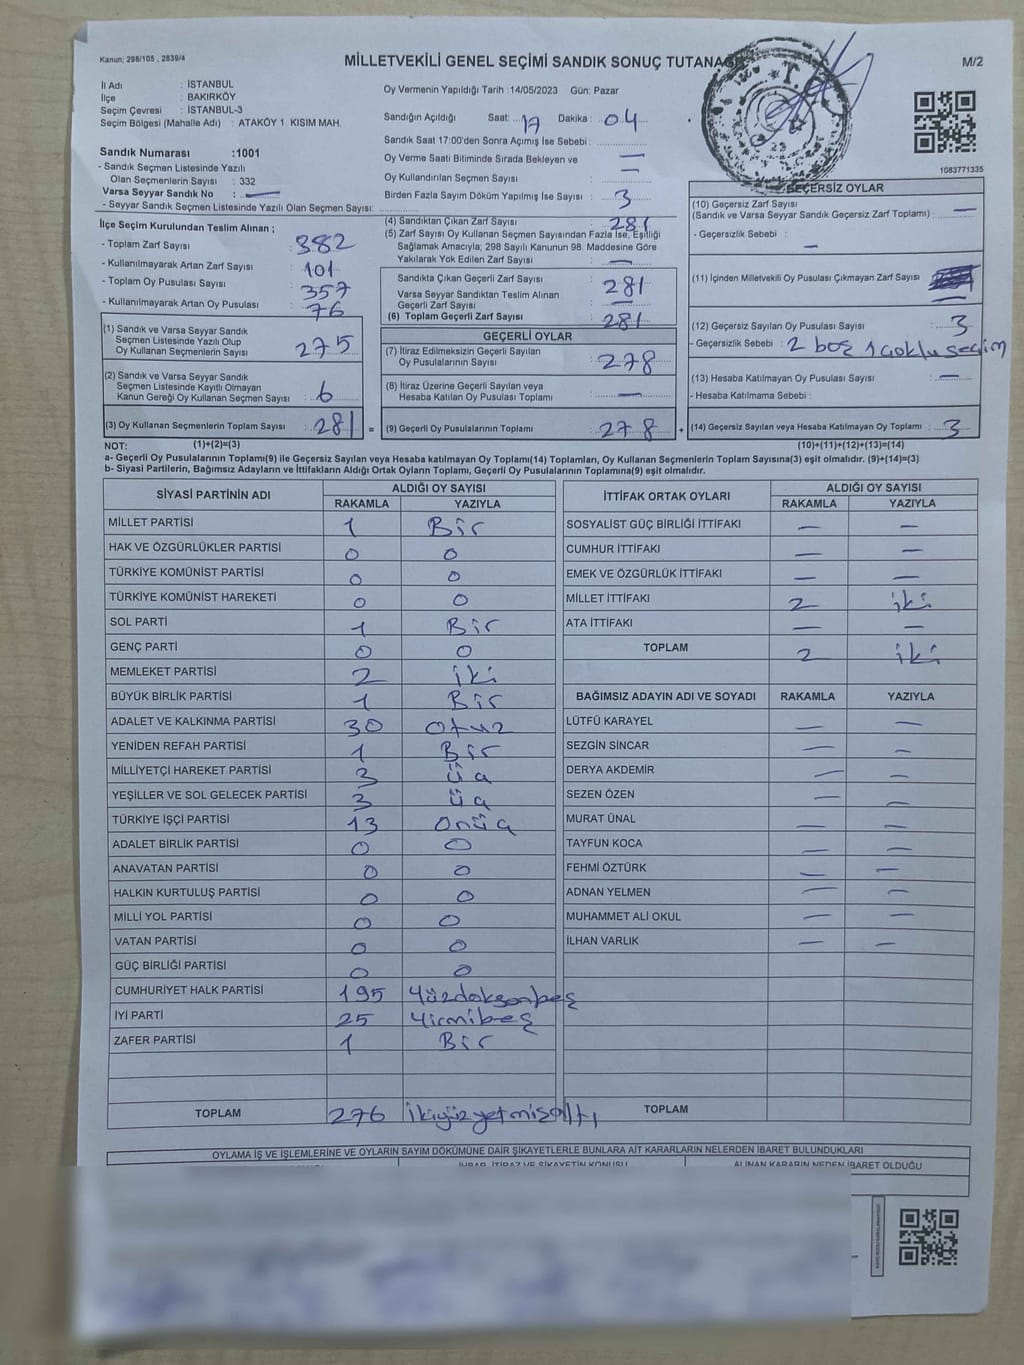 Kanun: 298/105 , 2839/4
MİLLETVEKİLİ GENEL SEÇİMİ SANDIK SONUÇ TUTANAĞI
M/2
İl Adı : İSTANBUL
İlçe : BAKIRKÖY
Seçim Çevresi : İSTANBUL-3
Seçim Bölgesi (Mahalle Adı) : ATAKÖY 1. KISIM MAH.
Sandık Numarası :1001
- Sandık Seçmen Listesinde Yazılı
Olan Seçmenlerin Sayısı : 332
Varsa Seyyar Sandık No : —
- Seyyar Sandık Seçmen Listesinde Yazılı Olan Seçmen Sayısı:
Oy Vermenin Yapıldığı Tarih :14/05/2023 Gün: Pazar
Sandığın Açıldığı Saat: 17 Dakika : 04
Sandık Saat 17:00'den Sonra Açımış İse Sebebi :
Oy Verme Saati Bitiminde Sırada Bekleyen ve —
Oy Kullandırılan Seçmen Sayısı : —
Birden Fazla Sayım Döküm Yapılmış İse Sayısı : 3
1083771335
İlçe Seçim Kurulundan Teslim Alınan ;
- Toplam Zarf Sayısı : 382
- Kullanılmayarak Artan Zarf Sayısı : 101
- Toplam Oy Pusulası Sayısı : 357
- Kullanılmayarak Artan Oy Pusulası : 76
(1) Sandık ve Varsa Seyyar Sandık
Seçmen Listesinde Yazılı Olup
Oy Kullanan Seçmenlerin Sayısı : 275
(2) Sandık ve Varsa Seyyar Sandık
Seçmen Listesinde Kayıtlı Olmayan
Kanun Gereği Oy Kullanan Seçmen Sayısı : 6
(3) Oy Kullanan Seçmenlerin Toplam Sayısı : 281 =
(4) Sandıktan Çıkan Zarf Sayısı : 281
(5) Zarf Sayısı Oy Kullanan Seçmen Sayısından Fazla İse, Eşitliği
Sağlamak Amacıyla; 298 Sayılı Kanunun 98. Maddesine Göre
Yakılarak Yok Edilen Zarf Sayısı : —
Sandıkta Çıkan Geçerli Zarf Sayısı : 281
Varsa Seyyar Sandıktan Teslim Alınan
Geçerli Zarf Sayısı : —
(6) Toplam Geçerli Zarf Sayısı : 281
GEÇERLİ OYLAR
(7) İtiraz Edilmeksizin Geçerli Sayılan
Oy Pusulalarının Sayısı : 278
(8) İtiraz Üzerine Geçerli Sayılan veya
Hesaba Katılan Oy Pusulası Toplamı : —
(9) Geçerli Oy Pusulalarının Toplamı : 278 +
GEÇERSİZ OYLAR
(10) Geçersiz Zarf Sayısı
(Sandık ve Varsa Seyyar Sandık Geçersiz Zarf Toplamı) : —
- Geçersizlik Sebebi : —
(11) İçinden Milletvekili Oy Pusulası Çıkmayan Zarf Sayısı : —
(12) Geçersiz Sayılan Oy Pusulası Sayısı : 3
- Geçersizlik Sebebi : 2 boş 1 çoklu seçim
(13) Hesaba Katılmayan Oy Pusulası Sayısı : —
- Hesaba Katılmama Sebebi :
(14) Geçersiz Sayılan veya Hesaba Katılmayan Oy Toplamı : 3
NOT: (1)+(2)=(3) (10)+(11)+(12)+(13)=(14)
a- Geçerli Oy Pusulalarının Toplamı(9) ile Geçersiz Sayılan veya Hesaba katılmayan Oy Toplamı(14) Toplamları, Oy Kullanan Seçmenlerin Toplam Sayısına(3) eşit olmalıdır. (9)+(14)=(3)
b- Siyasi Partilerin, Bağımsız Adayların ve İttifakların Aldığı Ortak Oyların Toplamı, Geçerli Oy Pusulalarının Toplamına(9) eşit olmalıdır.
SİYASİ PARTİNİN ADI ALDIĞI OY SAYISI
RAKAMLA YAZIYLA
MİLLET PARTİSİ 1 Bir
HAK VE ÖZGÜRLÜKLER PARTİSİ 0 0
TÜRKİYE KOMÜNİST PARTİSİ 0 0
TÜRKİYE KOMÜNİST HAREKETİ 0 0
SOL PARTİ 1 Bir
GENÇ PARTİ 0 0
MEMLEKET PARTİSİ 2 iki
BÜYÜK BİRLİK PARTİSİ 1 Bir
ADALET VE KALKINMA PARTİSİ 30 otuz
YENİDEN REFAH PARTİSİ 1 Bir
MİLLİYETÇİ HAREKET PARTİSİ 3 üç
YEŞİLLER VE SOL GELECEK PARTİSİ 3 üç
TÜRKİYE İŞÇİ PARTİSİ 13 onüç
ADALET BİRLİK PARTİSİ 0 0
ANAVATAN PARTİSİ 0 0
HALKIN KURTULUŞ PARTİSİ 0 0
MİLLİ YOL PARTİSİ 0 0
VATAN PARTİSİ 0 0
GÜÇ BİRLİĞİ PARTİSİ 0 0
CUMHURİYET HALK PARTİSİ 195 Yüzdoksanbeş
İYİ PARTİ 25 Yirmibeş
ZAFER PARTİSİ 1 Bir
TOPLAM 276 ikiyüzyetmişaltı
İTTİFAK ORTAK OYLARI ALDIĞI OY SAYISI
RAKAMLA YAZIYLA
SOSYALİST GÜÇ BİRLİĞİ İTTİFAKI — —
CUMHUR İTTİFAKI — —
EMEK VE ÖZGÜRLÜK İTTİFAKI — —
MİLLET İTTİFAKI 2 iki
ATA İTTİFAKI — —
TOPLAM 2 iki
BAĞIMSIZ ADAYIN ADI VE SOYADI RAKAMLA YAZIYLA
LÜTFÜ KARAYEL — —
SEZGİN SİNCAR — —
DERYA AKDEMİR — —
SEZEN ÖZEN — —
MURAT ÜNAL — —
TAYFUN KOCA — —
FEHMİ ÖZTÜRK — —
ADNAN YELMEN — —
MUHAMMET ALİ OKUL — —
İLHAN VARLIK — —
TOPLAM
OYLAMA İŞ VE İŞLEMLERİNE VE OYLARIN SAYIM DÖKÜMÜNE DAİR ŞİKAYETLERLE BUNLARA AİT KARARLARIN NELERDEN İBARET BULUNDUKLARI
İHBAR, İTİRAZ VE ŞİKAYETİN KONUSU ALINAN KARARIN NEDEN İBARET OLDUĞU